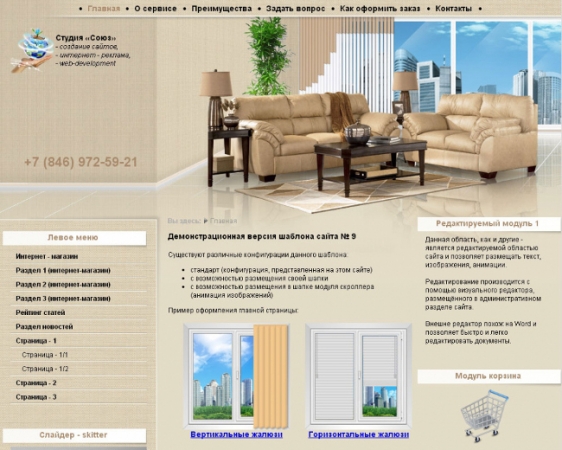 • Главная • О сервисе • Преимущества • Задать вопрос • Как оформить заказ • Контакты •
Студия «Союз»
- создание сайтов,
- интернет - реклама,
- web-development
+7 (846) 972-59-21
Левое меню
Интернет - магазин
Раздел 1 (интернет-магазин)
Раздел 2 (интернет-магазин)
Раздел 3 (интернет-магазин)
Рейтинг статей
Раздел новостей
Страница - 1
Страница - 1/1
Страница - 1/2
Страница - 2
Страница - 3
Слайдер - skitter
Вы здесь: Главная
Демонстрационная версия шаблона сайта № 9
Существуют различные конфигурации данного шаблона:
• стандарт (конфигурация, представленная на этом сайте)
• с возможностью размещения своей шапки
• с возможностью размещения в шапке модуля скроллера
(анимация изображений)
Пример оформления главной страницы:
Вертикальные жалюзи
Горизонтальные жалюзи
Редактируемый модуль 1
Данная область, как и другие -
является редактируемой областью
сайта и позволяет размещать текст,
изображения, анимации.
Редактирование производится с
помощью визуального редактора,
размещённого в административном
разделе сайта.
Внешне редактор похож на Word и
позволяет быстро и легко
редактировать документы.
Модуль корзина